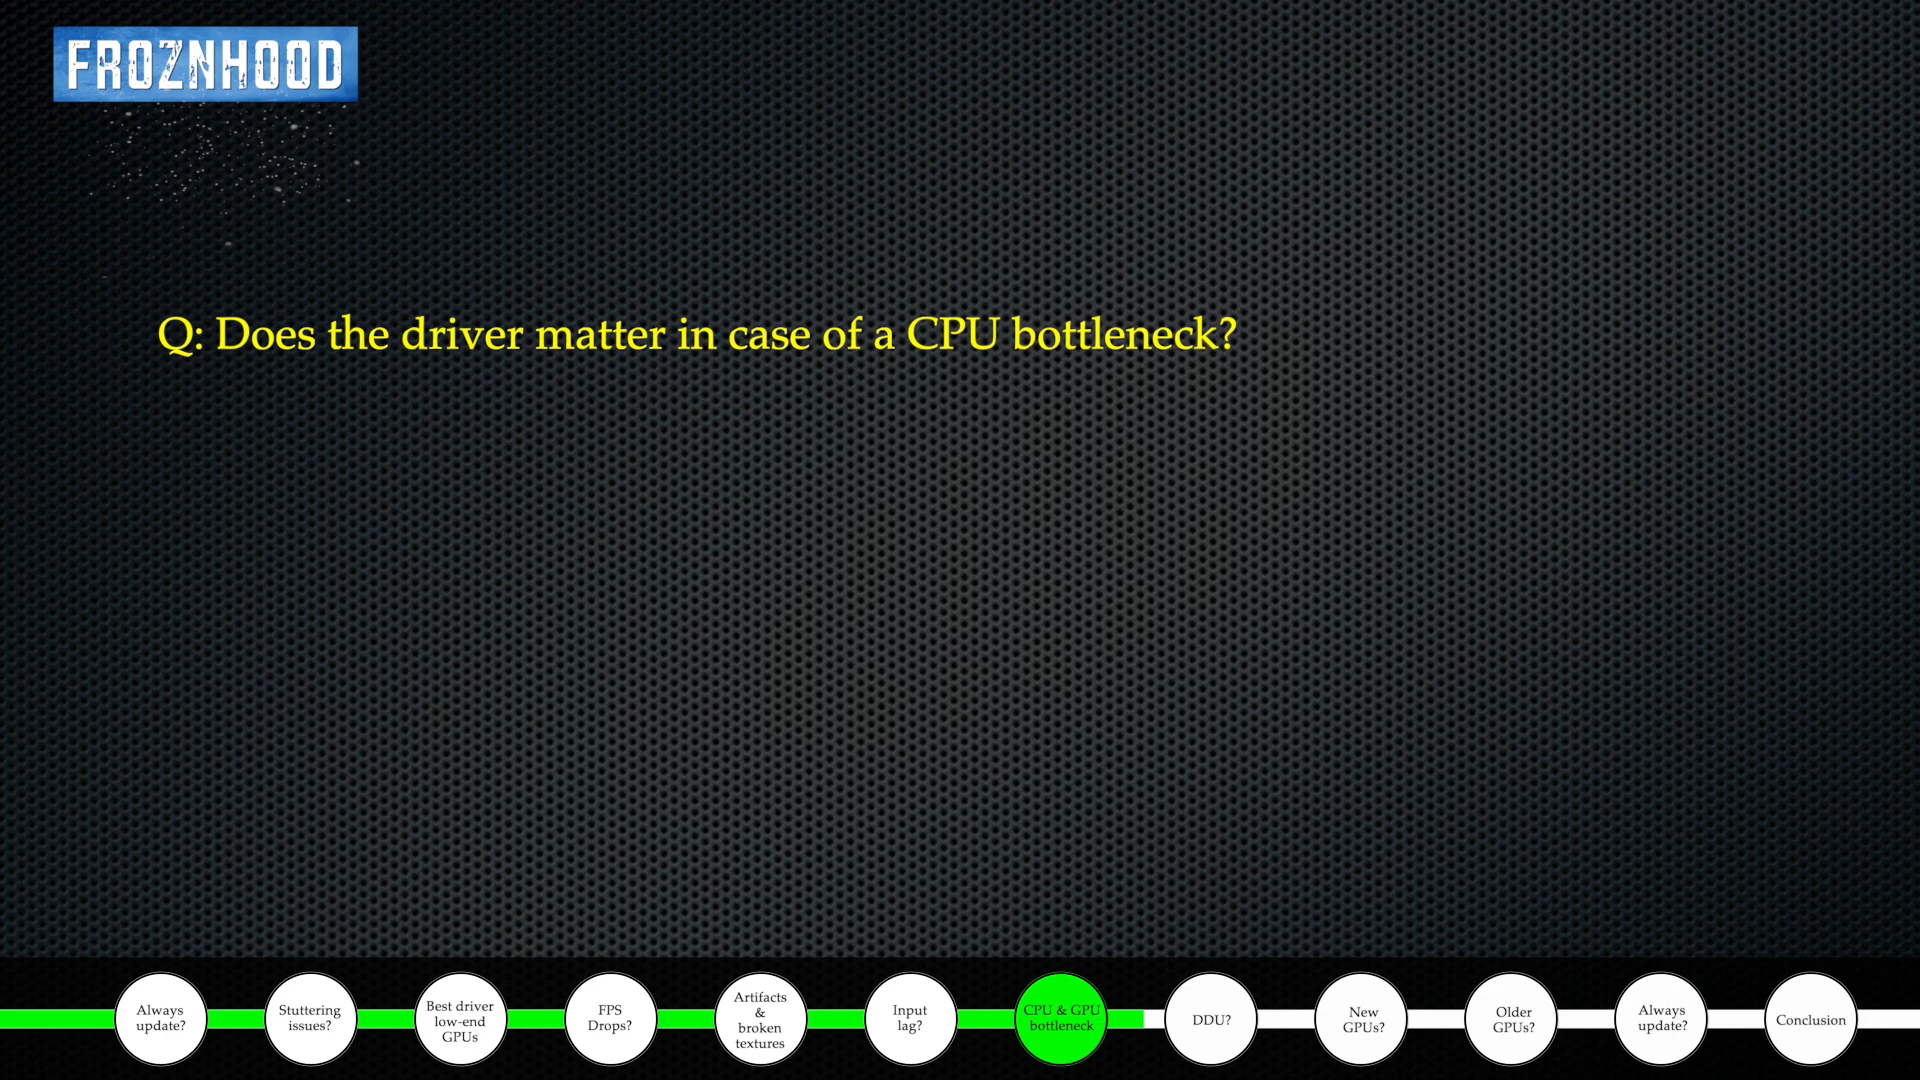 FROZNHOOD
Q: Does the driver matter in case of a CPU bottleneck?
Always
update?
Stuttering
issues?
Best driver
low-end
GPUs
FPS
Drops?
Artifacts
&
broken
textures
Input
lag?
CPU & GPU
bottleneck
DDU?
New
GPUs?
Older
GPUs?
Always
update?
Conclusion